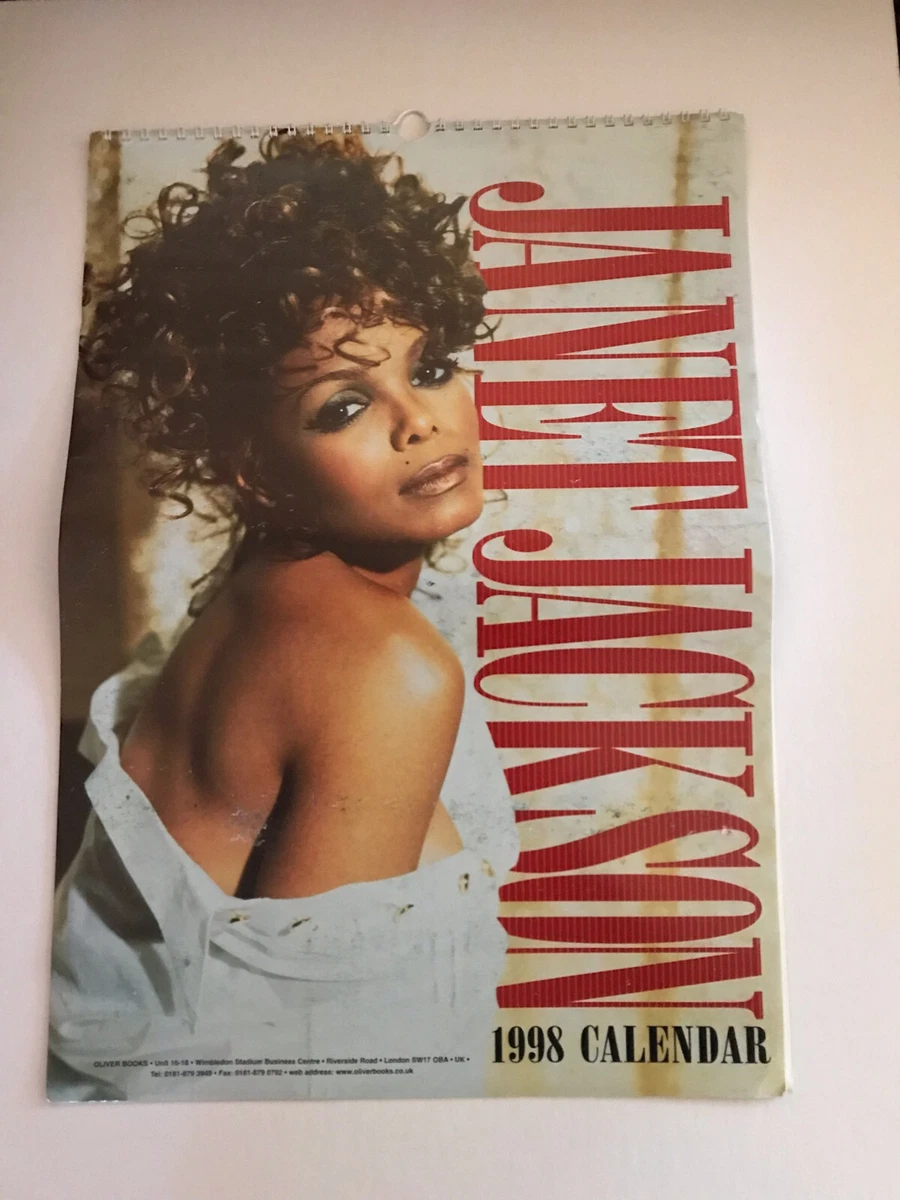 JANET JACKSON
1998 CALENDAR
OLIVER BOOKS • Unit 16-18 • Wimbledon Stadium Business Centre • Riverside Road • London SW17 OBA • UK •
Tel: 0181-879 3949 • Fax: 0181-879 0792 • web address: www.oliverbooks.co.uk